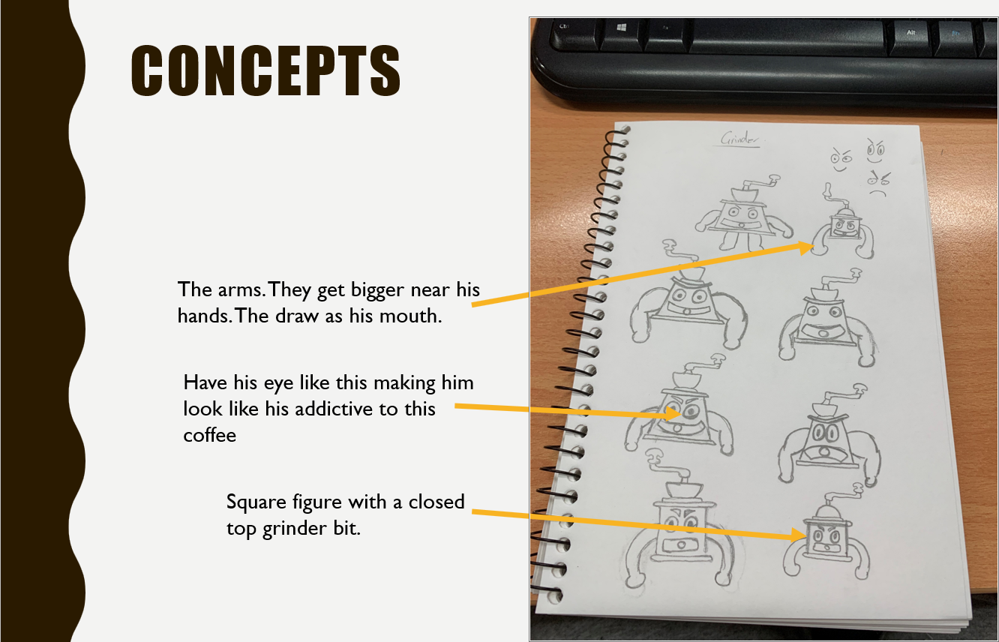 CONCEPTS
The arms. They get bigger near his
hands. The draw as his mouth.
Have his eye like this making him
look like his addictive to this
coffee
Square figure with a closed
top grinder bit.
Ctrl
Alt
Grinder